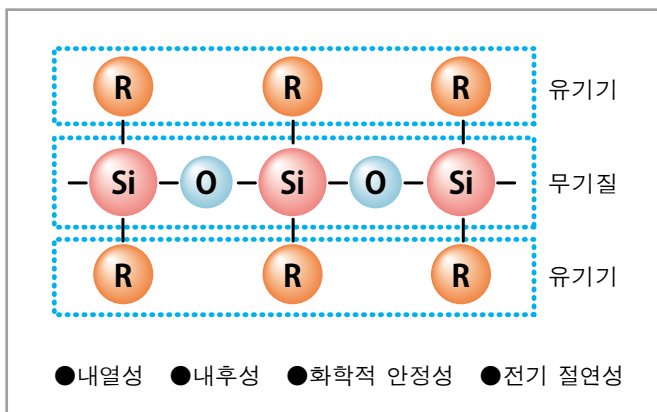 R R R
유기기
Si O Si O Si
무기질
R R R
유기기
●내열성 ●내후성 ●화학적 안정성 ●전기 절연성